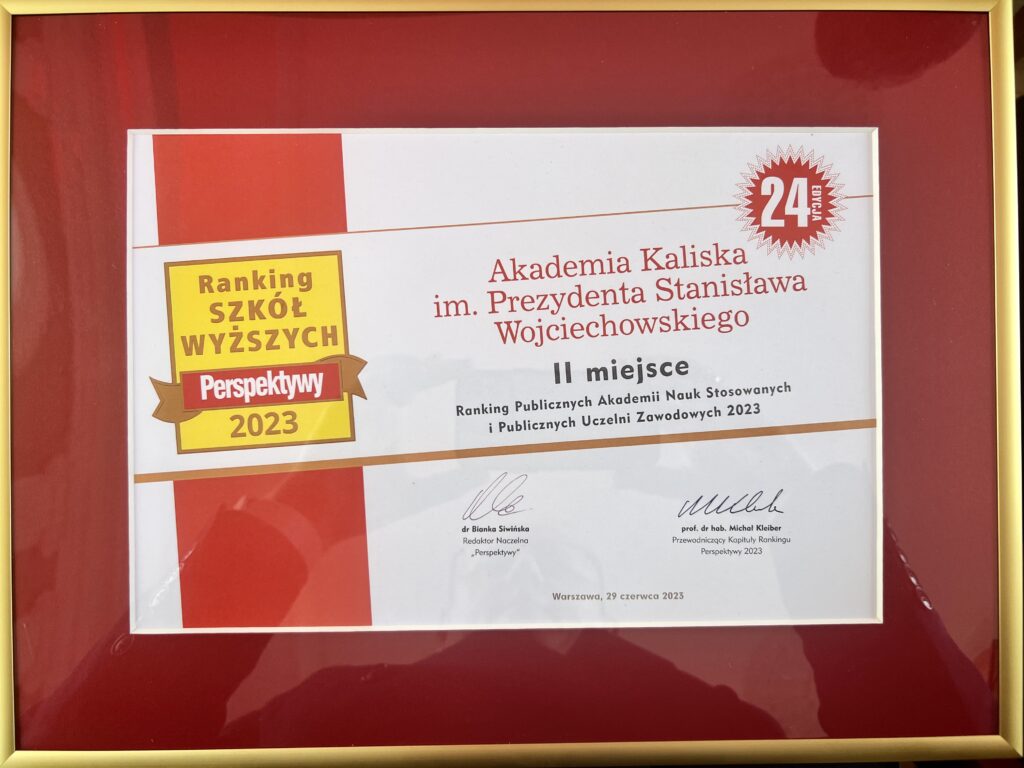 24
EDYCJA
Ranking
SZKÓŁ
WYŻSZYCH
Perspektywy
2023
Akademia Kaliska
im. Prezydenta Stanisława
Wojciechowskiego
II miejsce
Ranking Publicznych Akademii Nauk Stosowanych
i Publicznych Uczelni Zawodowych 2023
dr Bianka Siwińska
Redaktor Naczelna
„Perspektywy”
prof. dr hab. Michał Kleiber
Przewodniczący Kapituły Rankingu
Perspektywy 2023
Warszawa, 29 czerwca 2023